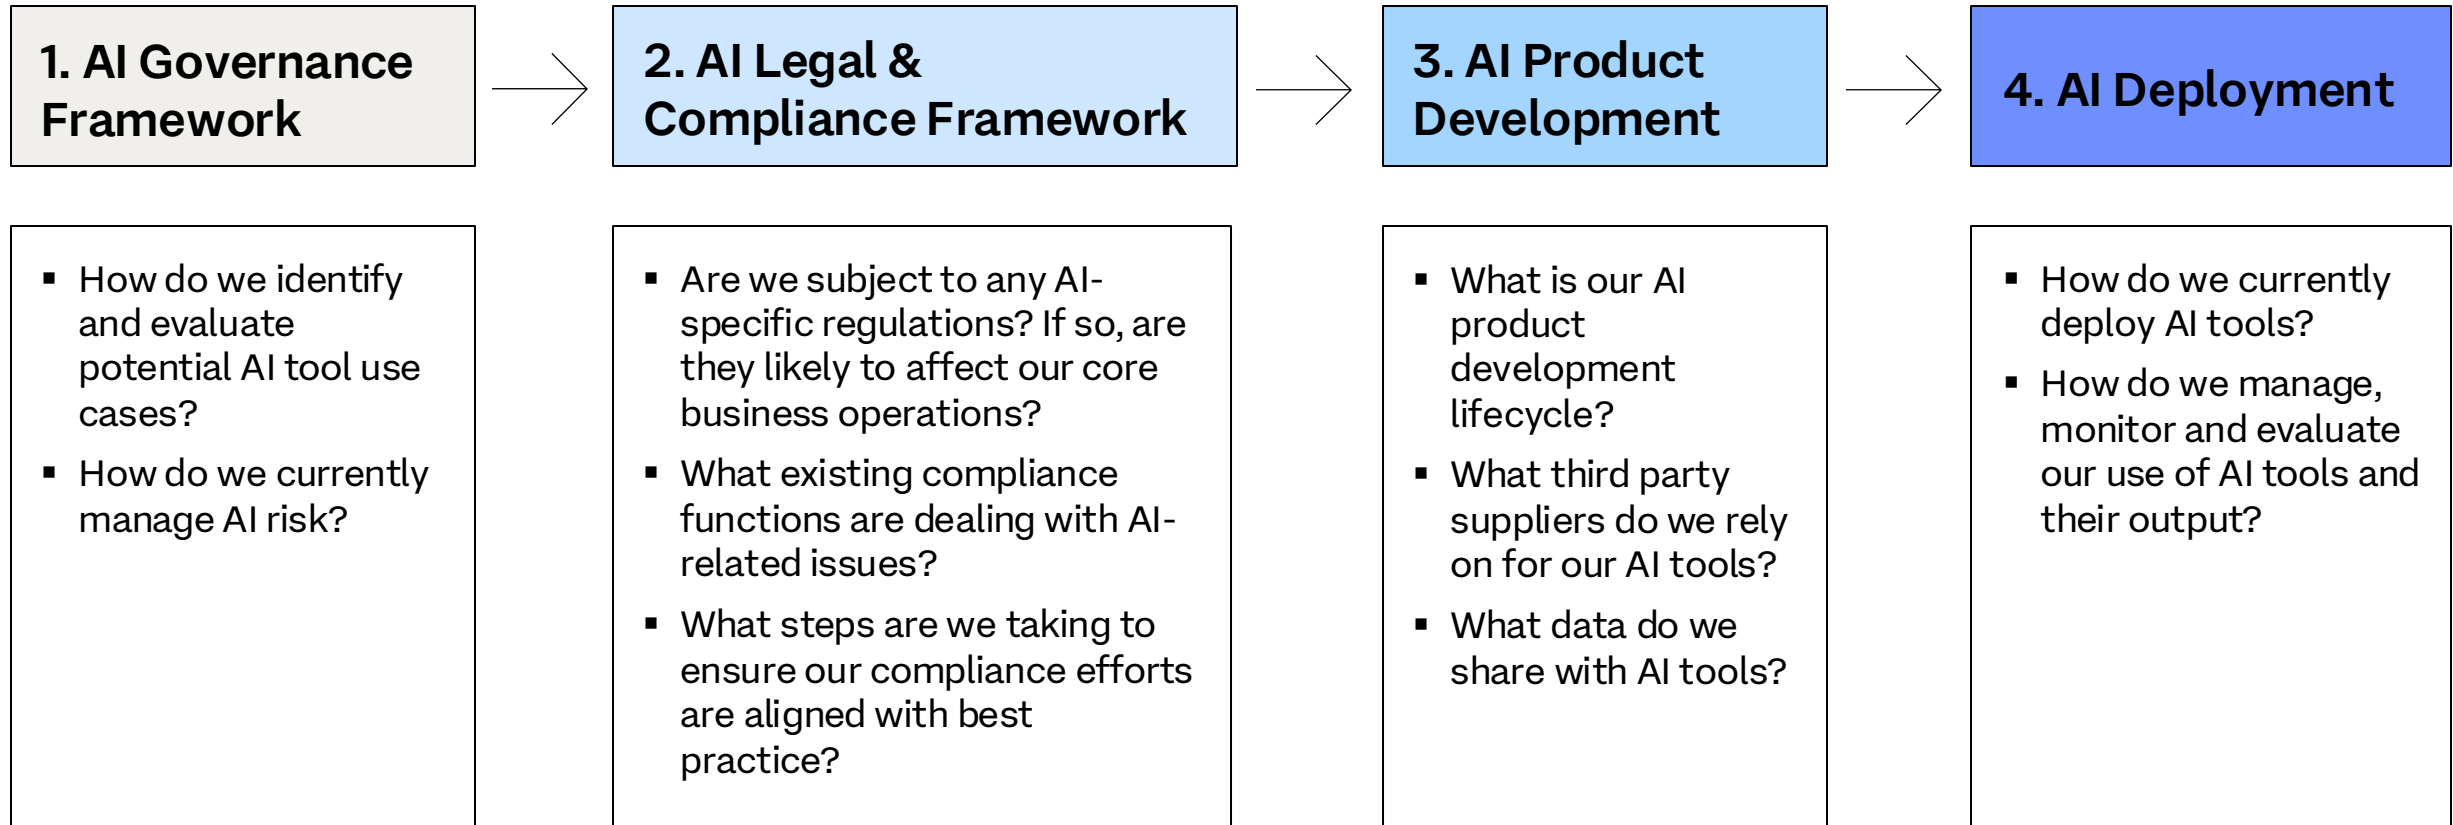 1. AI Governance
Framework
2. AI Legal &
Compliance Framework
3. AI Product
Development
4. AI Deployment
▪ How do we identify
and evaluate
potential AI tool use
cases?
▪ How do we currently
manage AI risk?
▪ Are we subject to any AI-
specific regulations? If so, are
they likely to affect our core
business operations?
▪ What existing compliance
functions are dealing with AI-
related issues?
▪ What steps are we taking to
ensure our compliance efforts
are aligned with best
practice?
▪ What is our AI
product
development
lifecycle?
▪ What third party
suppliers do we rely
on for our AI tools?
▪ What data do we
share with AI tools?
▪ How do we currently
deploy AI tools?
▪ How do we manage,
monitor and evaluate
our use of AI tools and
their output?